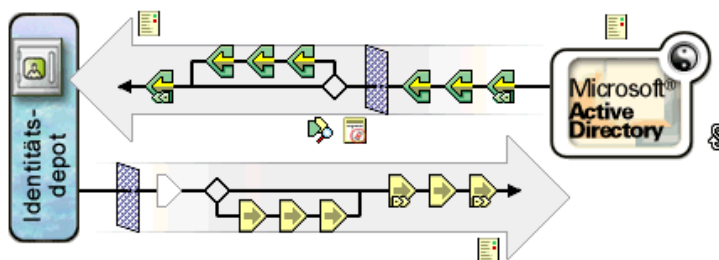 Identitäts-
depot
Microsoft®
Active
Directory